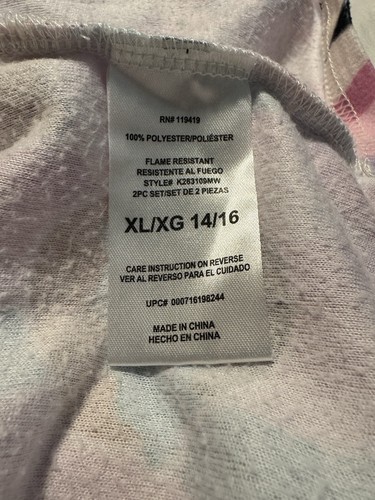 RN# 119419
100% POLYESTER/POLIÉSTER
FLAME RESISTANT
RESISTENTE AL FUEGO
STYLE# K283109MW
2PC SET/SET DE 2 PIEZAS
XL/XG 14/16
CARE INSTRUCTION ON REVERSE
VER AL REVERSO PARA EL CUIDADO
UPC# 000716198244
MADE IN CHINA
HECHO EN CHINA